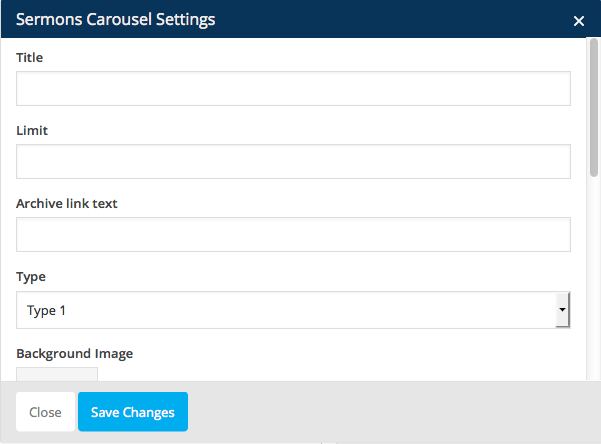 Sermons Carousel Settings ×
Title
Limit
Archive link text
Type
Type 1
Background Image
Close Save Changes